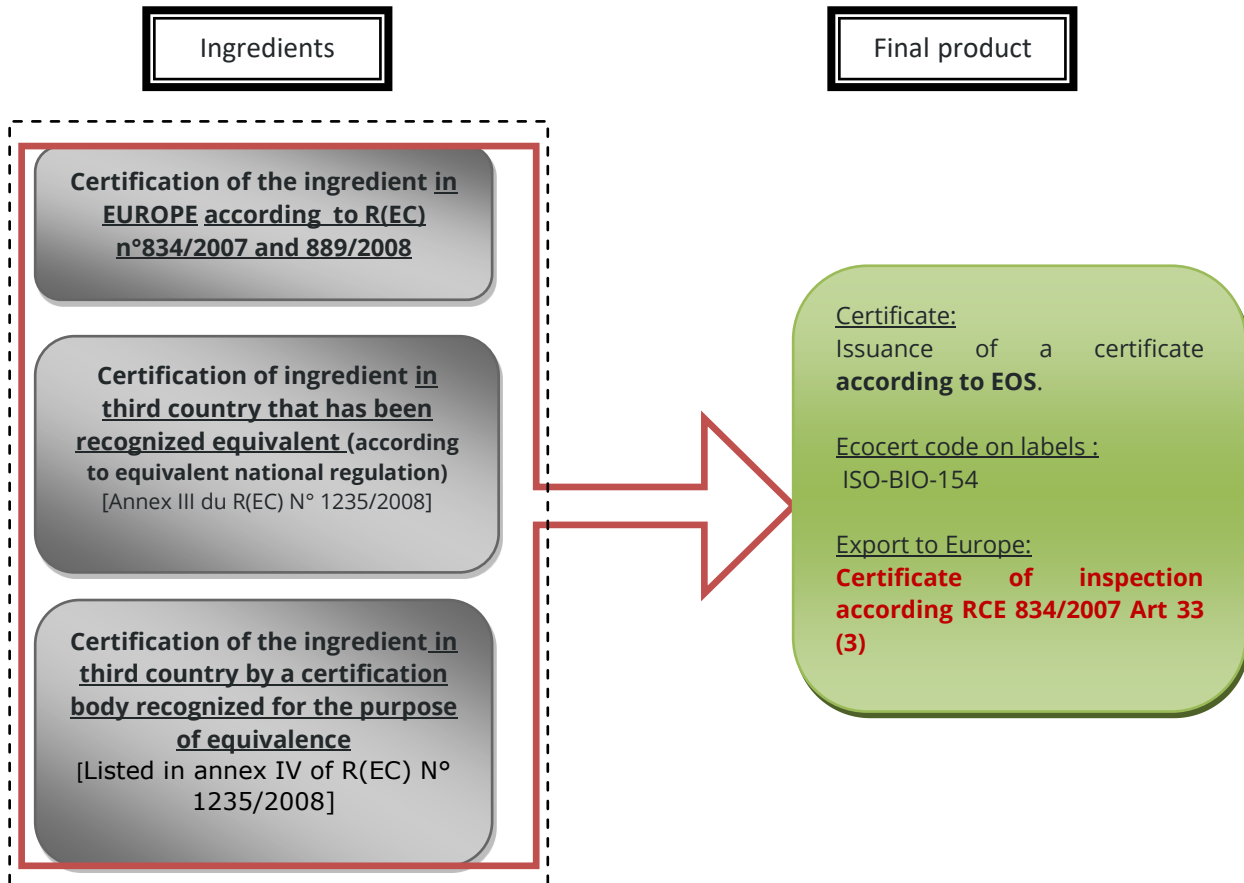 Ingredients
Final product
Certification of the ingredient in
EUROPE according to R(EC)
n°834/2007 and 889/2008
Certification of ingredient in
third country that has been
recognized equivalent (according
to equivalent national regulation)
[Annex III du R(EC) N° 1235/2008]
Certification of the ingredient in
third country by a certification
body recognized for the purpose
of equivalence
[Listed in annex IV of R(EC) N°
1235/2008]
Certificate:
Issuance of a certificate
according to EOS.
Ecocert code on labels :
ISO-BIO-154
Export to Europe:
Certificate of inspection
according RCE 834/2007 Art 33
(3)